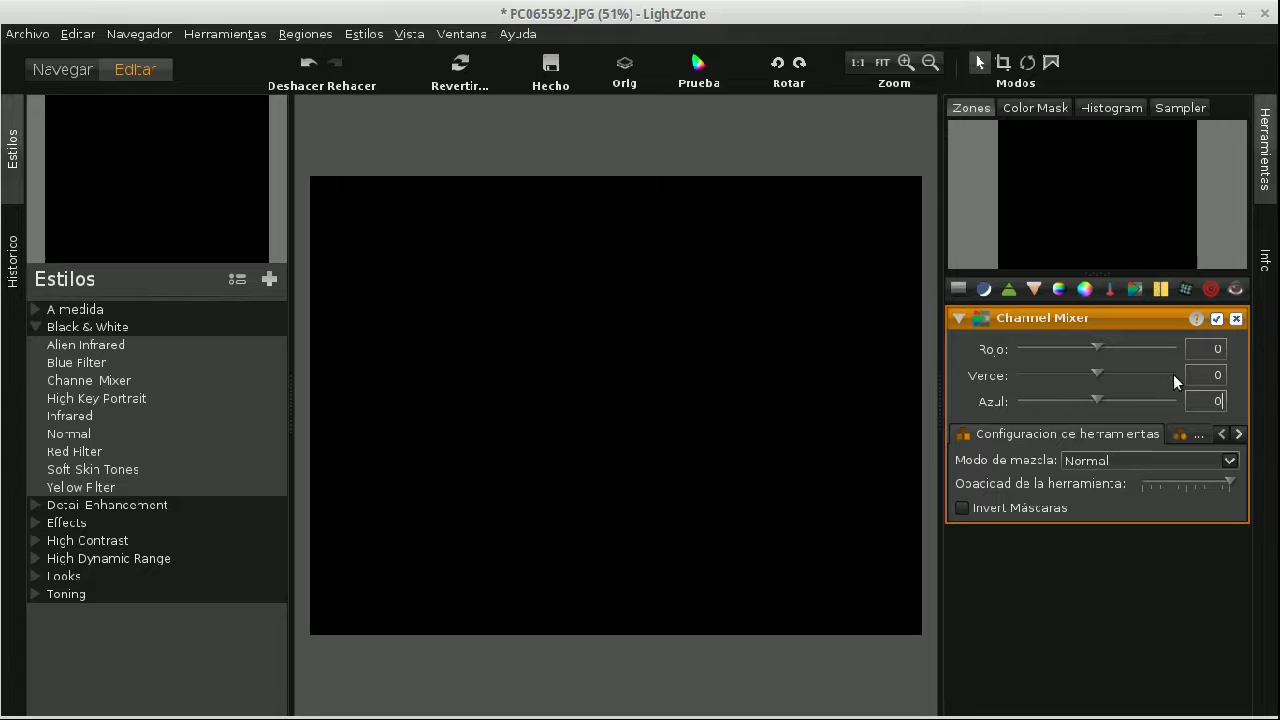 * PC065592.JPG (51%) - LightZone
Archivo Editar Navegador Herramientas Regiones Estilos Vista Ventana Ayuda
Navegar Editar
Deshacer Rehacer Revertir... Hecho Orig Prueba Rotar 1:1 FIT Zoom Modos
Estilos
Historico
Estilos
A medida
Black & White
Alien Infrared
Blue Filter
Channel Mixer
High Key Portrait
Infrared
Normal
Red Filter
Soft Skin Tones
Yellow Filter
Detail Enhancement
Effects
High Contrast
High Dynamic Range
Looks
Toning
Zones Color Mask Histogram Sampler
Channel Mixer ?
Rojo: 0
Verde: 0
Azul: 0
Configuracion de herramientas ...
Modo de mezcla: Normal
Opacidad de la herramienta:
Invert Máscaras
Herramientas
Info